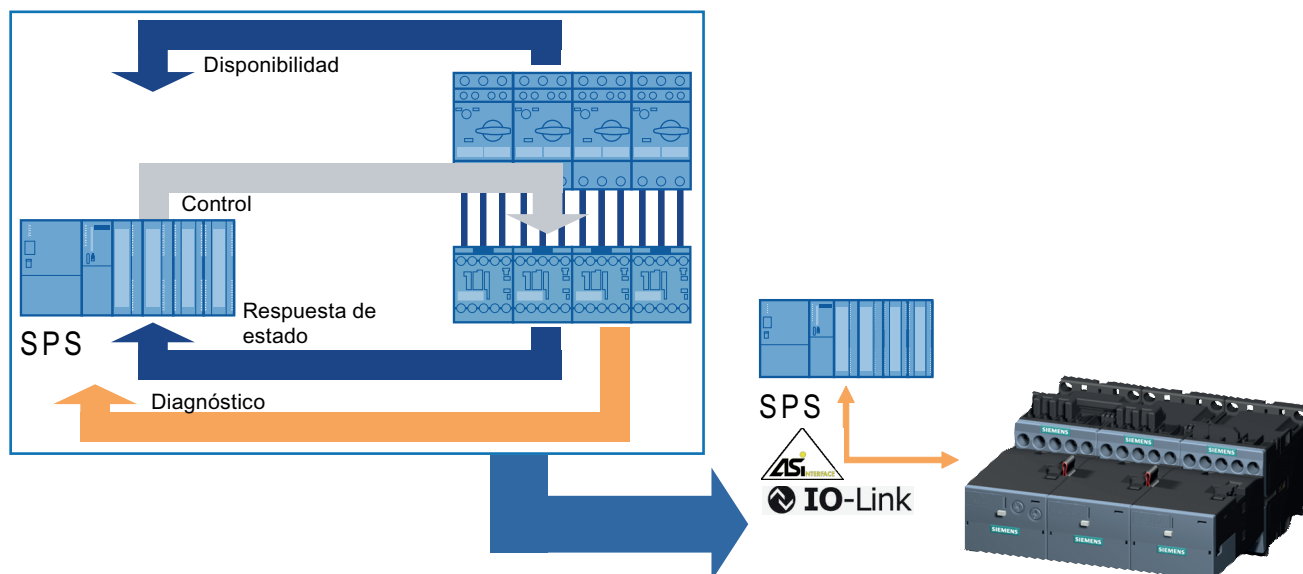 Disponibilidad
Control
Respuesta de
estado
SPS
Diagnóstico
SPS
ASi
INTERFACE
IO-Link
SIEMENS
SIEMENS
SIEMENS
SIEMENS
SIEMENS
SIEMENS